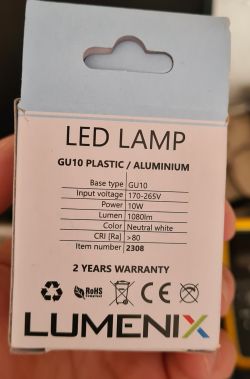 LED LAMP
GU10 PLASTIC / ALUMINIUM
Base type GU10
Input voltage 170-265V
Power 10W
Lumen 1080lm
Color Neutral white
CRI [Ra] >80
Item number 2308
2 YEARS WARRANTY
RoHS
CE
LUMENIX